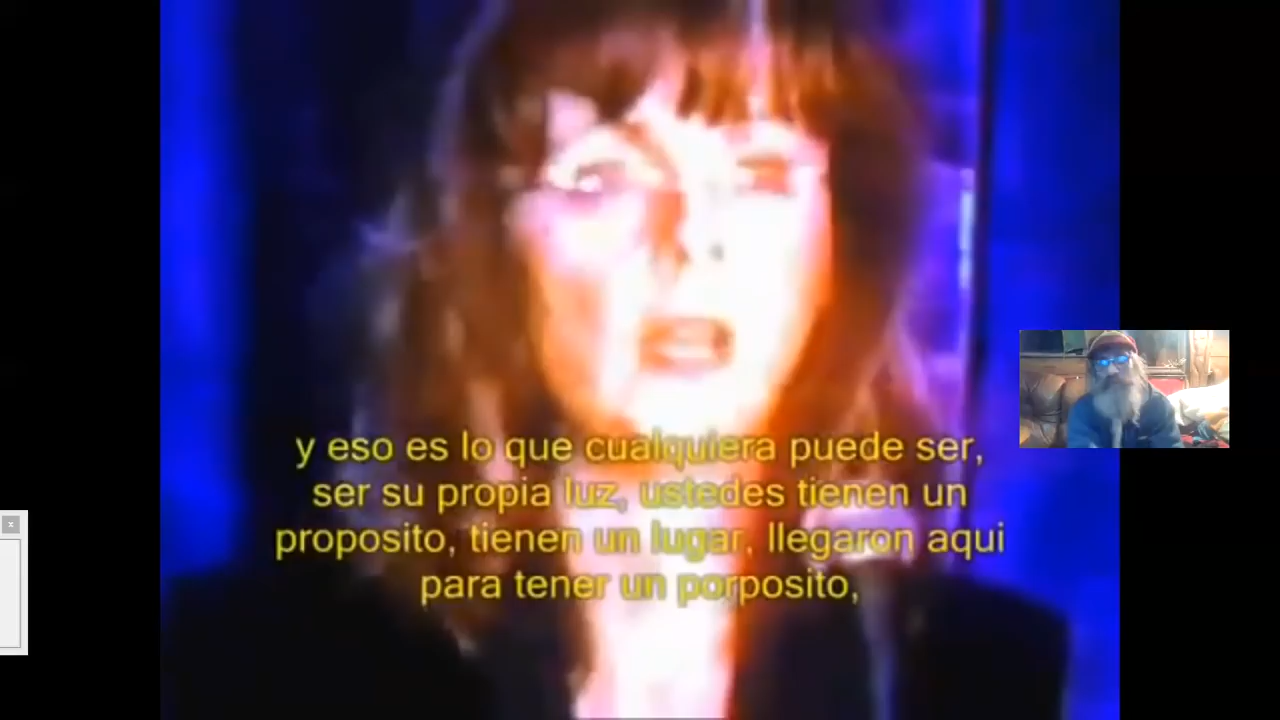 y eso es lo que cualquiera puede ser,
ser su propia luz, ustedes tienen un
proposito, tienen un lugar, llegaron aqui
para tener un porposito,